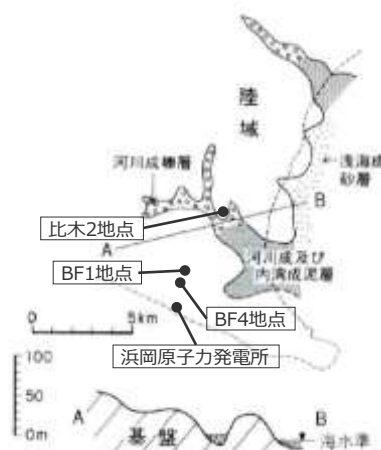 陸
域
河川成礫層
浅海成
砂層
B
比木2地点
A
河川成及び
内湾成泥層
BF1地点
0 5km
BF4地点
浜岡原子力発電所
100
50
0m
A
B
基盤
海水準